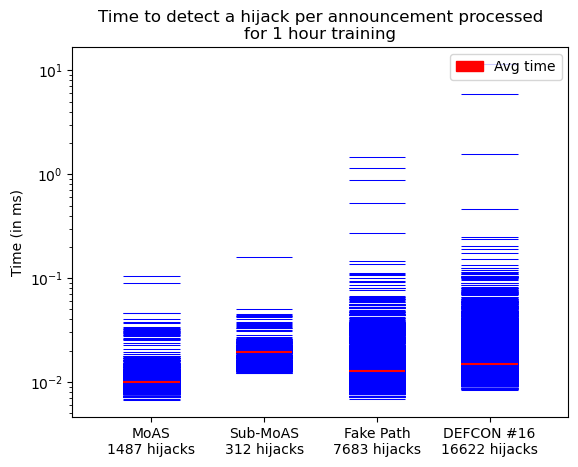 Time to detect a hijack per announcement processed
for 1 hour training
Avg time
Time (in ms)
10^1
10^0
10^-1
10^-2
MoAS
1487 hijacks
Sub-MoAS
312 hijacks
Fake Path
7683 hijacks
DEFCON #16
16622 hijacks